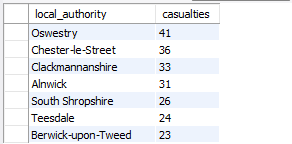 local_authority casualties
Oswestry 41
Chester-le-Street 36
Clackmannanshire 33
Alnwick 31
South Shropshire 26
Teesdale 24
Berwick-upon-Tweed 23